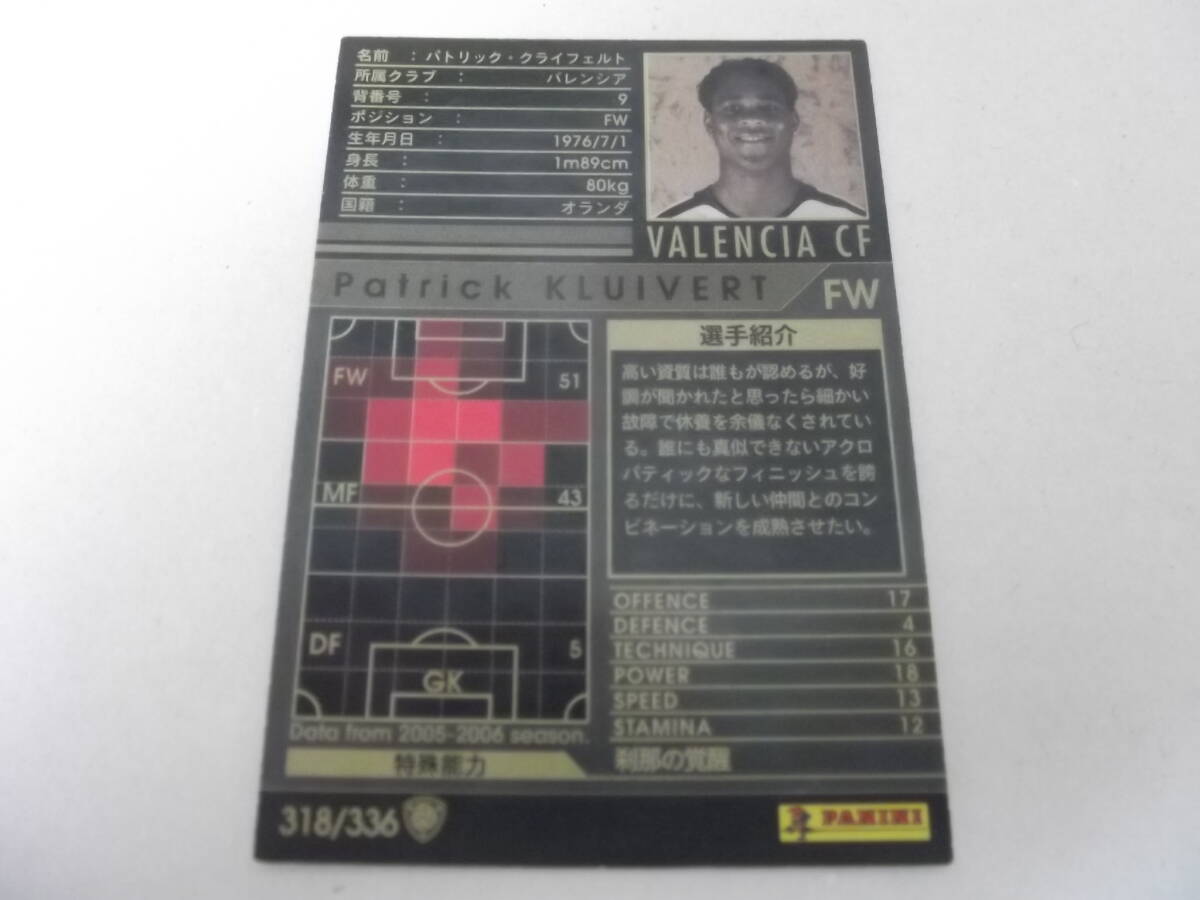 名前 : パトリック・クライフェルト
所属クラブ : バレンシア
背番号 : 9
ポジション : FW
生年月日 : 1976/7/1
身長 : 1m89cm
体重 : 80kg
国籍 : オランダ
VALENCIA CF
Patrick KLUIVERT
FW
FW 51
MF 43
DF 5
GK
Data from 2005-2006 season.
選手紹介
高い資質は誰もが認めるが、好
調が聞かれたと思ったら細かい
故障で休養を余儀なくされてい
る。誰にも真似できないアクロ
バティックなフィニッシュを誇
るだけに、新しい仲間とのコン
ビネーションを成熟させたい。
OFFENCE 17
DEFENCE 4
TECHNIQUE 16
POWER 18
SPEED 13
STAMINA 12
特殊能力
刹那の覚醒
318/336
PANINI